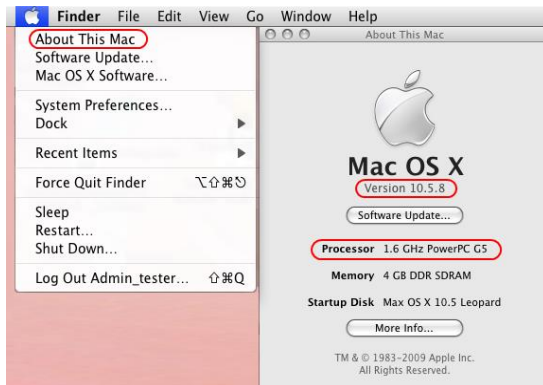 Finder File Edit View Go Window Help
About This Mac
Software Update...
Mac OS X Software...
System Preferences...
Dock
Recent Items
Force Quit Finder ⌥⇧⌘⎋
Sleep
Restart...
Shut Down...
Log Out Admin_tester... ⇧⌘Q
About This Mac
Mac OS X
Version 10.5.8
Software Update...
Processor 1.6 GHz PowerPC G5
Memory 4 GB DDR SDRAM
Startup Disk Max OS X 10.5 Leopard
More Info...
TM & © 1983-2009 Apple Inc.
All Rights Reserved.